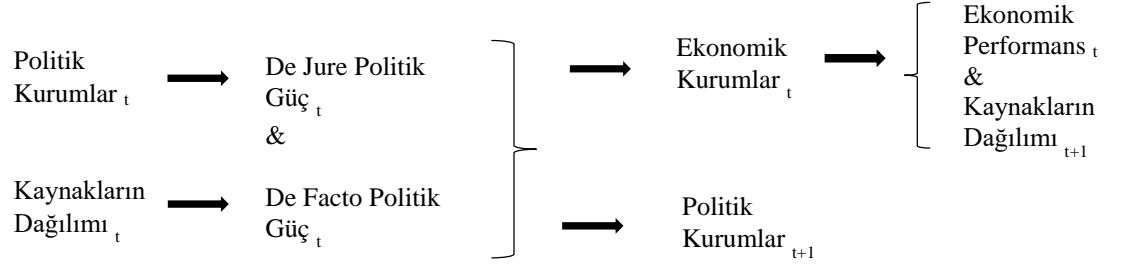 Politik
Kurumlar t
De Jure Politik
Güç t
&
Ekonomik
Kurumlar t
Ekonomik
Performans t
&
Kaynakların
Dağılımı t+1
Kaynakların
Dağılımı t
De Facto Politik
Güç t
Politik
Kurumlar t+1